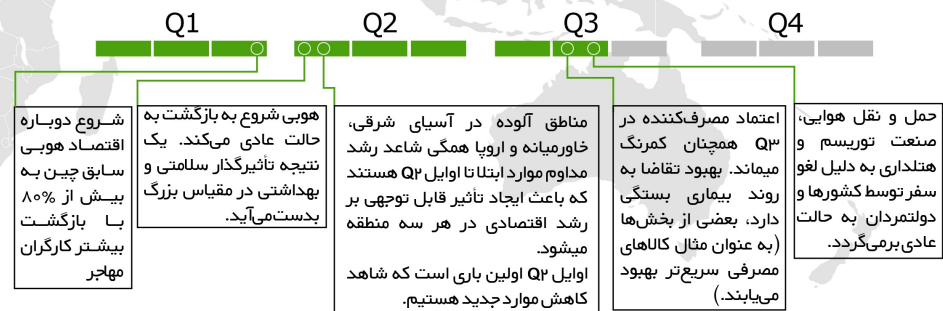 Q1
Q2
Q3
Q4
شروع دوباره
اقتصاد هوبی
سابق چین به
بیش از %۸۰
با بازگشت
بیشتر کارگران
مهاجر
هوبی شروع به بازگشت به
حالت عادی می‌کند. یک
نتیجه تأثیرگذار سلامتی و
بهداشتی در مقیاس بزرگ
بدست‌می‌آید.
مناطق آلوده در آسیای شرقی،
خاورمیانه و اروپا همگی شاعد رشد
مداوم موارد ابتلا تا اوایل Q۲ هستند
که باعث ایجاد تأثیر قابل توجهی بر
رشد اقتصادی در هر سه منطقه
میشود.
اوایل Q۲ اولین باری است که شاهد
کاهش موارد جدید هستیم.
اعتماد مصرف‌کننده در
Q۳ همچنان کمرنگ
میماند. بهبود تقاضا به
روند بیماری بستگی
دارد، بعضی از بخش‌ها
(به عنوان مثال کالاهای
مصرفی سریع‌تر بهبود
می‌یابند.)
حمل و نقل هوایی،
صنعت توریسم و
هتلداری به دلیل لغو
سفر توسط کشورها و
دولتمردان به حالت
عادی برمی‌گردد.